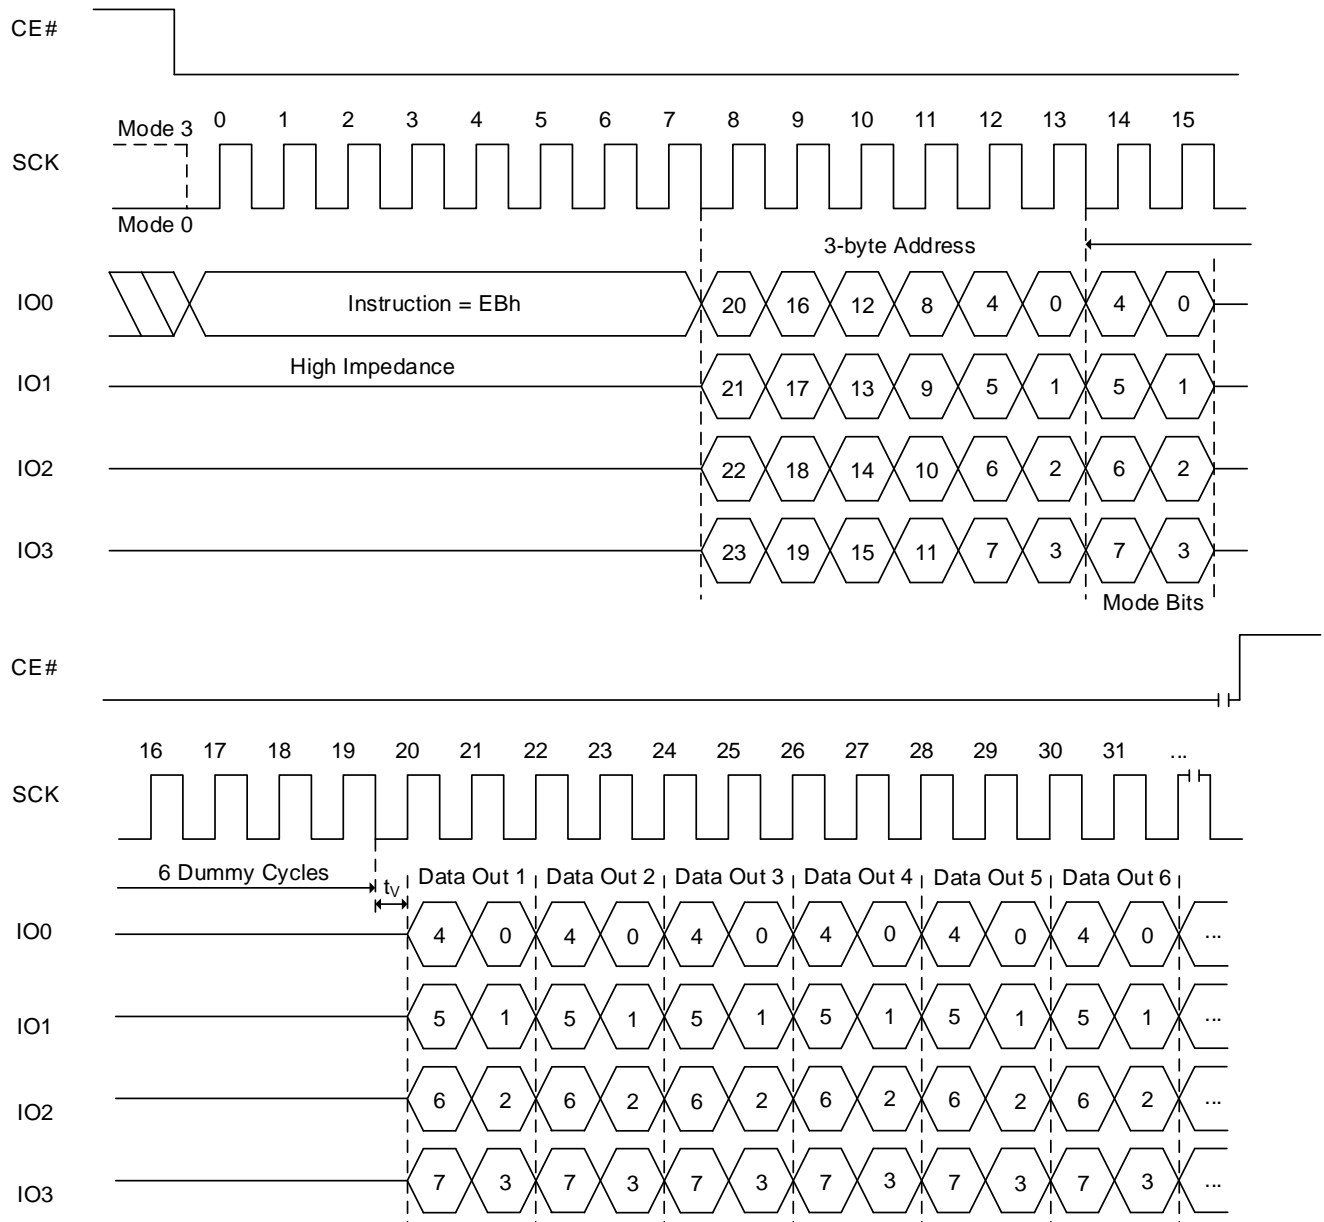 CE#
Mode 3 0 1 2 3 4 5 6 7 8 9 10 11 12 13 14 15
SCK
Mode 0
3-byte Address
IO0 Instruction = EBh 20 16 12 8 4 0 4 0
High Impedance
IO1 21 17 13 9 5 1 5 1
IO2 22 18 14 10 6 2 6 2
IO3 23 19 15 11 7 3 7 3
Mode Bits
CE#
16 17 18 19 20 21 22 23 24 25 26 27 28 29 30 31 ...
SCK
6 Dummy Cycles tV Data Out 1 Data Out 2 Data Out 3 Data Out 4 Data Out 5 Data Out 6
IO0 4 0 4 0 4 0 4 0 4 0 4 0 ...
IO1 5 1 5 1 5 1 5 1 5 1 5 1 ...
IO2 6 2 6 2 6 2 6 2 6 2 6 2 ...
IO3 7 3 7 3 7 3 7 3 7 3 7 3 ...